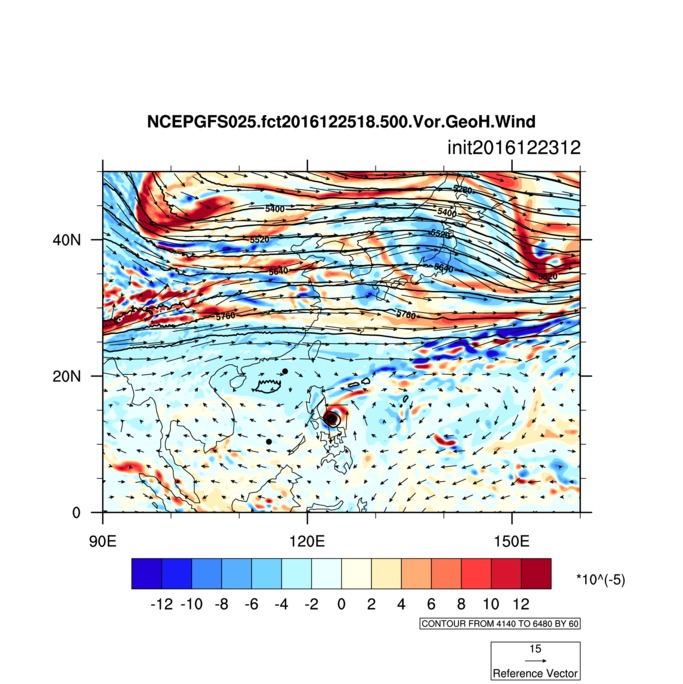 NCEPGFS025.fct2016122518.500.Vor.GeoH.Wind
init2016122312
5280
5400
5400
5520
5520
5640
5640
5520
5760
5760
40N
20N
0
90E 120E 150E
-12 -10 -8 -6 -4 -2 0 2 4 6 8 10 12
*10^(-5)
CONTOUR FROM 4140 TO 6480 BY 60
15
Reference Vector